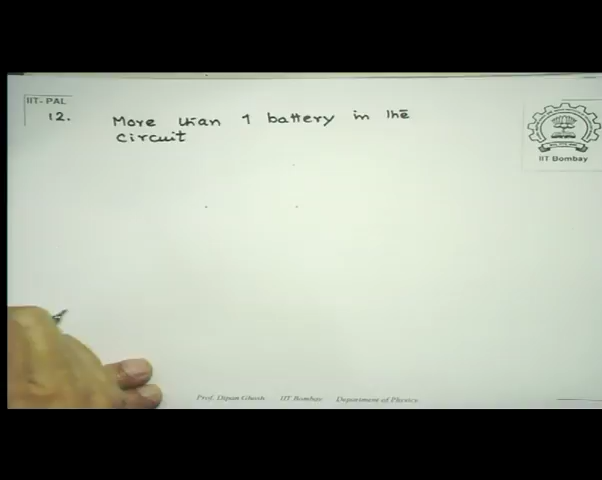 IIT-PAL
12.
More than 1 battery in the
circuit
IIT Bombay
Prof. Dipan Ghosh IIT Bombay Department of Physics